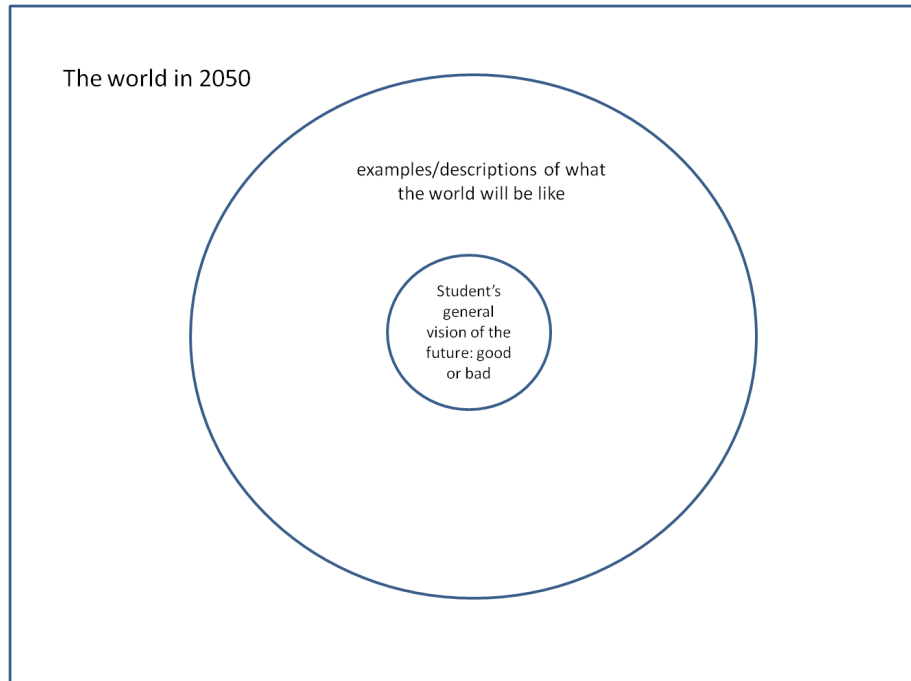 The world in 2050
examples/descriptions of what
the world will be like
Student's
general
vision of the
future: good
or bad